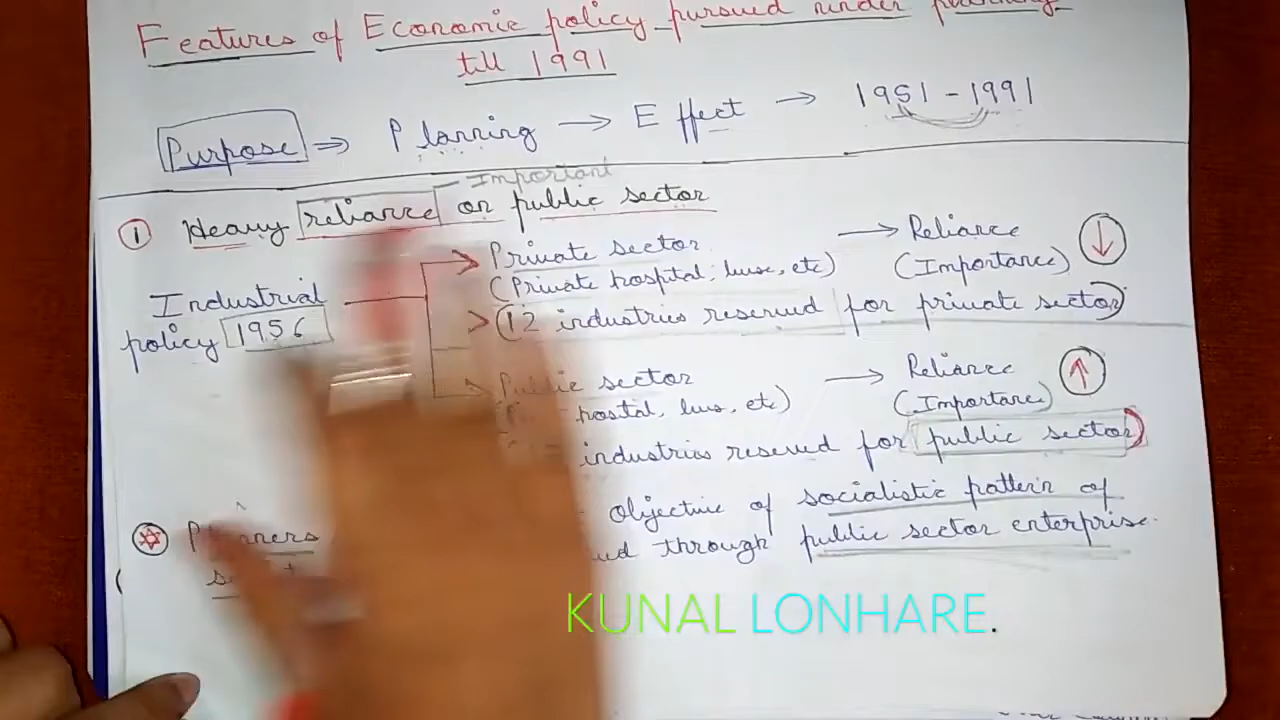 Features of Economic policy pursued under planning
till 1991
Purpose ⇒ Planning → Effect → 1951 - 1991
Important
① Heavy reliance on public sector
Private sector → Reliance ↓
(Private hospital, bus, etc) (Importance)
Industrial
policy 1956
> (12 industries reserved for private sector)
Public sector → Reliance ↑
hosital, bus, etc) (Importance)
industries reserved for public sector)
objective of socialistic pattern of
Planners
through public sector enterprise.
KUNAL LONHARE.